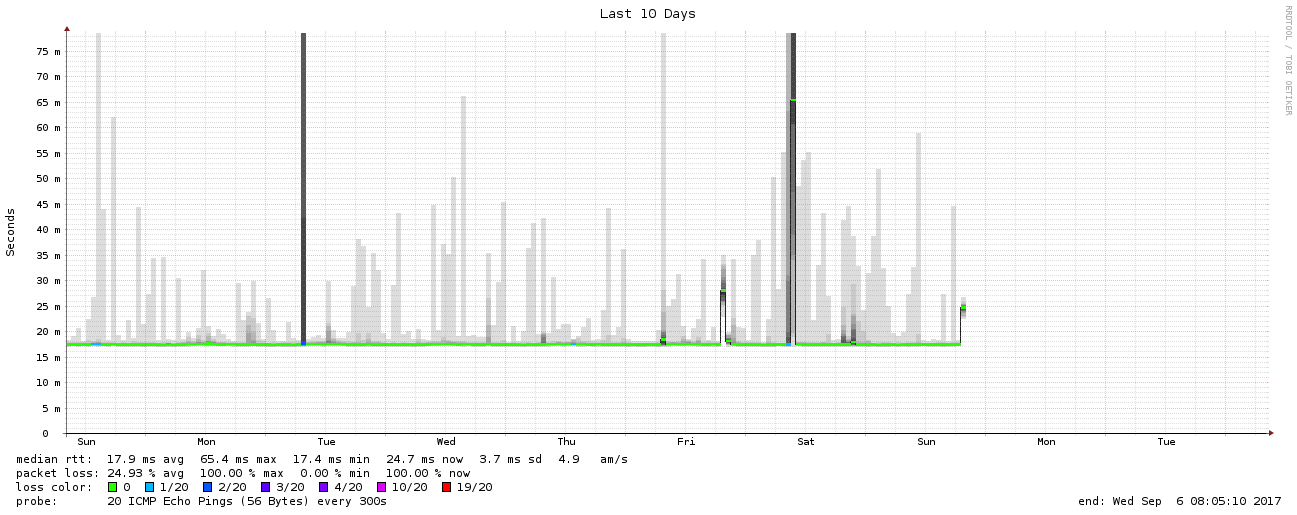 Last 10 Days
RRDTOOL / TOBI OETIKER
Seconds
75 m
70 m
65 m
60 m
55 m
50 m
45 m
40 m
35 m
30 m
25 m
20 m
15 m
10 m
5 m
0
Sun Mon Tue Wed Thu Fri Sat Sun Mon Tue
median rtt: 17.9 ms avg 65.4 ms max 17.4 ms min 24.7 ms now 3.7 ms sd 4.9 am/s
packet loss: 24.93 % avg 100.00 % max 0.00 % min 100.00 % now
loss color: 0 1/20 2/20 3/20 4/20 10/20 19/20
probe: 20 ICMP Echo Pings (56 Bytes) every 300s end: Wed Sep 6 08:05:10 2017